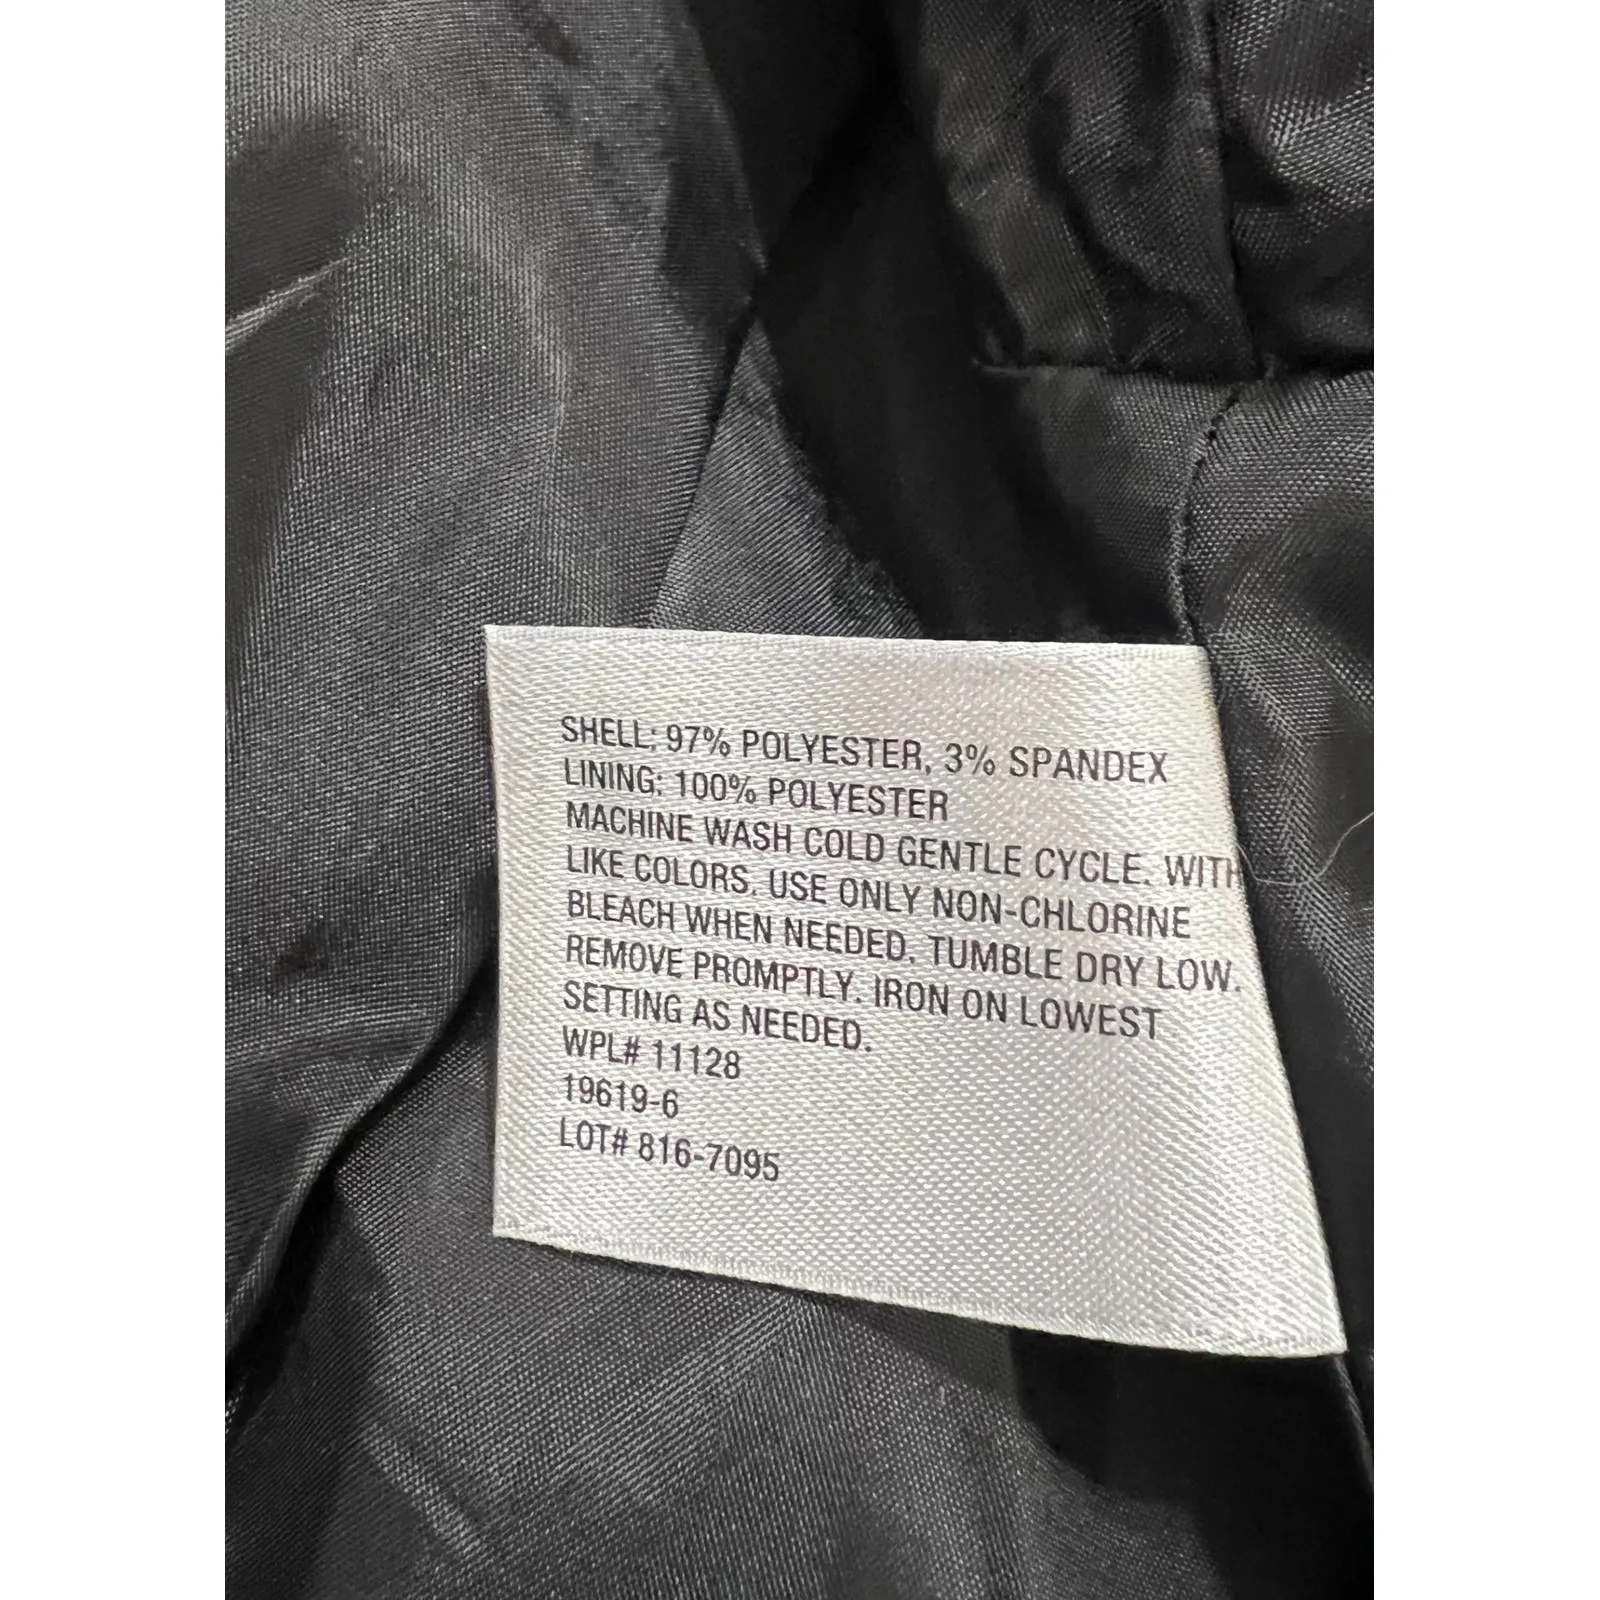 SHELL: 97% POLYESTER, 3% SPANDEX
LINING: 100% POLYESTER
MACHINE WASH COLD GENTLE CYCLE. WITH
LIKE COLORS. USE ONLY NON-CHLORINE
BLEACH WHEN NEEDED. TUMBLE DRY LOW.
REMOVE PROMPTLY. IRON ON LOWEST
SETTING AS NEEDED.
WPL# 11128
19619-6
LOT# 816-7095